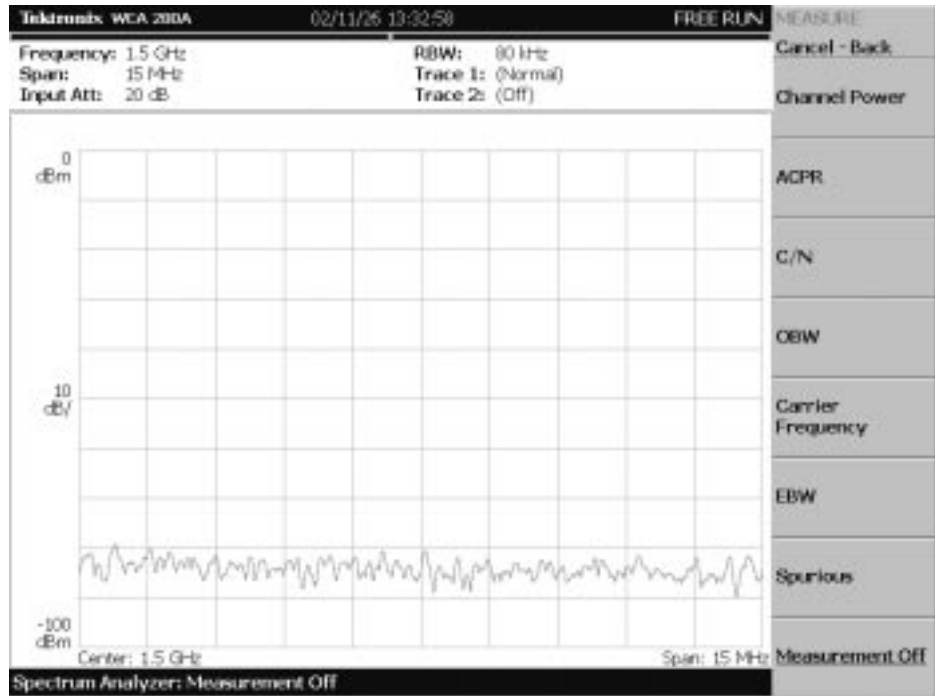 Tektronix WCA 200A 02/11/26 13:32:58 FREE RUN
Frequency: 1.5 GHz RBW: 80 kHz
Span: 15 MHz Trace 1: (Normal)
Input Att: 20 dB Trace 2: (Off)
0
dBm
10
dB/
-100
dBm
Center: 1.5 GHz Span: 15 MHz
Spectrum Analyzer: Measurement Off
MEASURE
Cancel - Back
Channel Power
ACPR
C/N
OBW
Carrier
Frequency
EBW
Spurious
Measurement Off